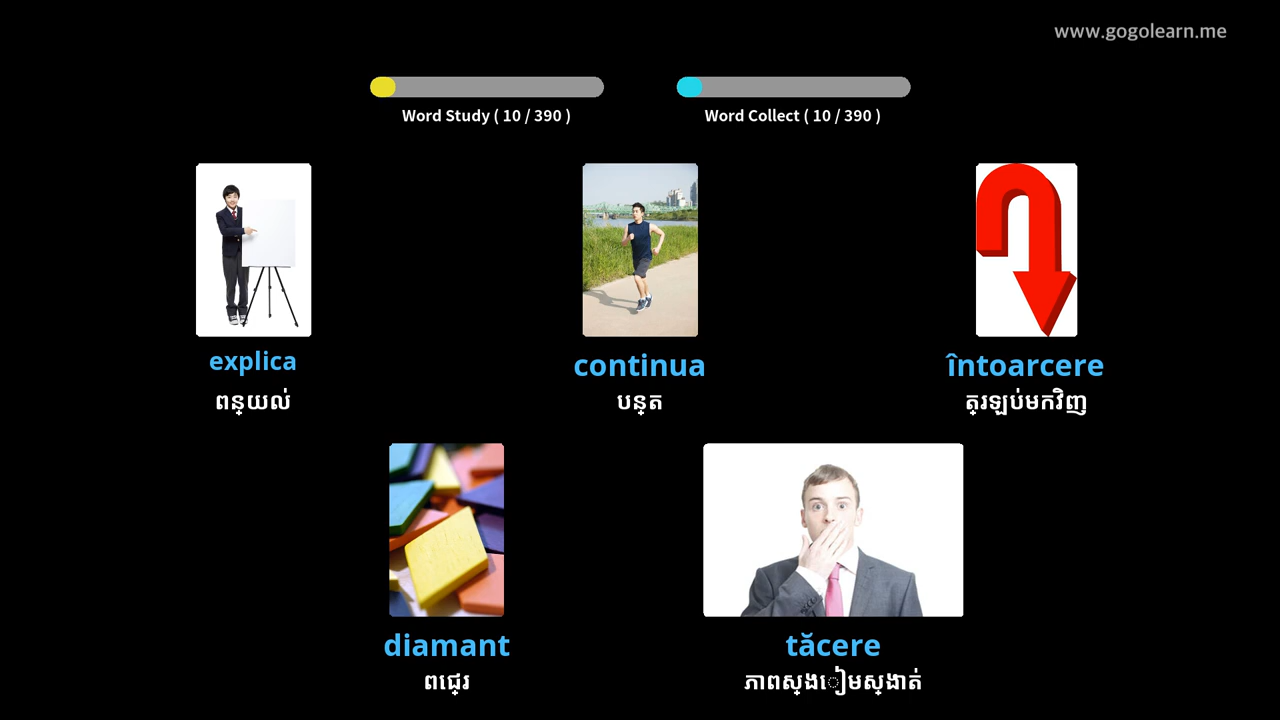 www.gogolearn.me
Word Study ( 10 / 390 )
Word Collect ( 10 / 390 )
explica
ពន្យល់
continua
បន្ត
întoarcere
ត្រឡប់មកវិញ
diamant
ពជ្រេ
tăcere
ភាពស្ងៀមស្ងាត់